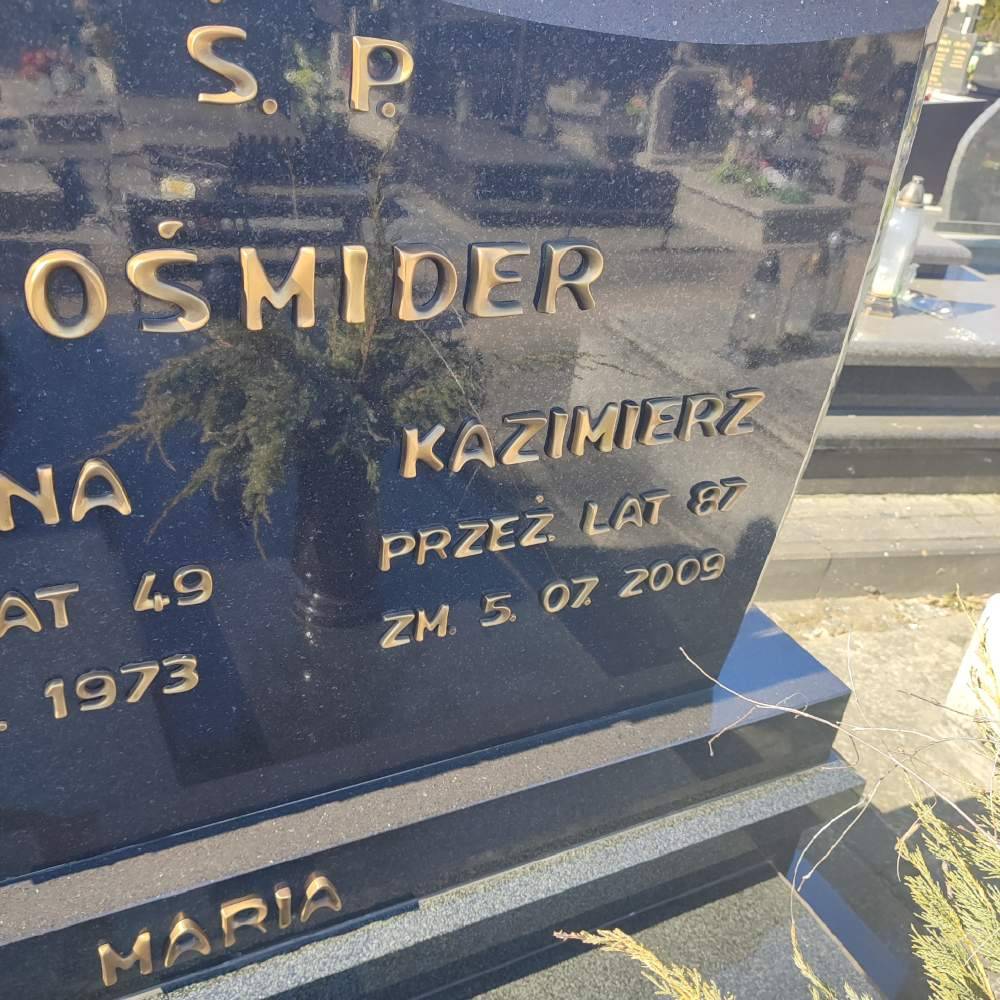 Ś. P.
OŚMIDER
NA
KAZIMIERZ
AT 49
PRZEŻ. LAT 87
1973
ZM. 5. 07. 2009
MARIA